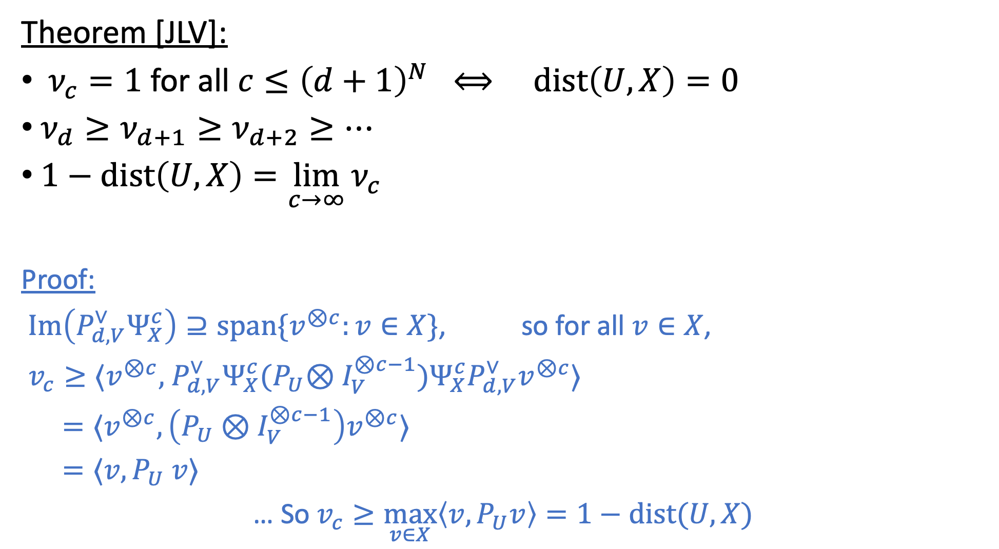 Theorem [JLV]:
• ν_c = 1 for all c ≤ (d + 1)^N ⟺ dist(U, X) = 0
• ν_d ≥ ν_{d+1} ≥ ν_{d+2} ≥ ⋯
• 1 − dist(U, X) = lim_{c→∞} ν_c
Proof:
Im(P^∨_{d,V} Ψ^c_X) ⊇ span{v^{⊗c} : v ∈ X}, so for all v ∈ X,
ν_c ≥ ⟨v^{⊗c}, P^∨_{d,V} Ψ^c_X (P_U ⊗ I_V^{⊗c−1}) Ψ^c_X P^∨_{d,V} v^{⊗c}⟩
= ⟨v^{⊗c}, (P_U ⊗ I_V^{⊗c−1}) v^{⊗c}⟩
= ⟨v, P_U v⟩
... So ν_c ≥ max_{v∈X} ⟨v, P_U v⟩ = 1 − dist(U, X)